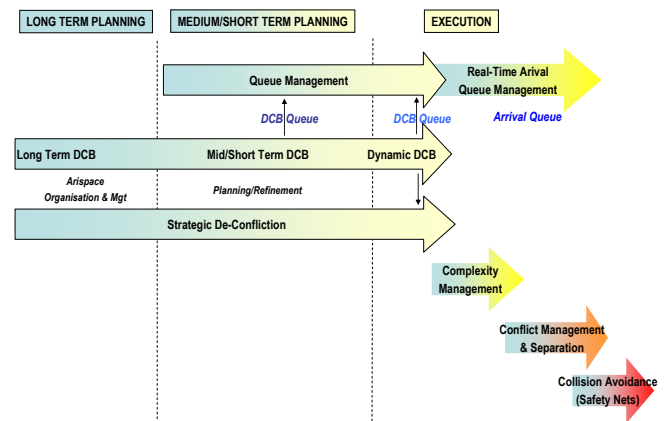 LONG TERM PLANNING
MEDIUM/SHORT TERM PLANNING
EXECUTION
Queue Management
Real-Time Arival
Queue Management
DCB Queue
DCB Queue
Arrival Queue
Long Term DCB
Mid/Short Term DCB
Dynamic DCB
Arispace
Organisation & Mgt
Planning/Refinement
Strategic De-Confliction
Complexity
Management
Conflict Management
& Separation
Collision Avoidance
(Safety Nets)